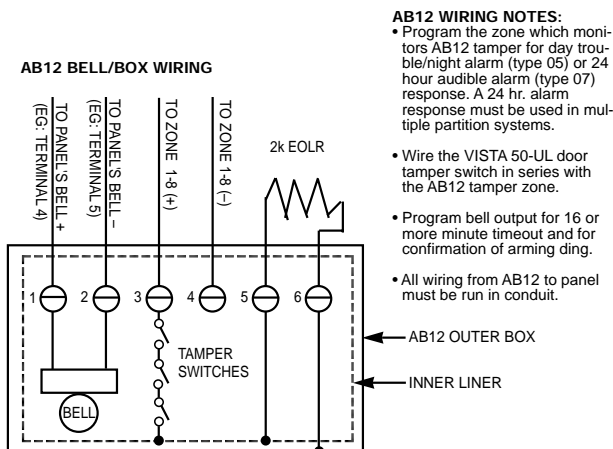 AB12 BELL/BOX WIRING
TO PANEL'S BELL +
(EG: TERMINAL 4)
TO PANEL'S BELL –
(EG: TERMINAL 5)
TO ZONE 1-8 (+)
TO ZONE 1-8 (–)
2k EOLR
1
2
3
4
5
6
TAMPER
SWITCHES
BELL
AB12 WIRING NOTES:
• Program the zone which moni-
tors AB12 tamper for day trou-
ble/night alarm (type 05) or 24
hour audible alarm (type 07)
response. A 24 hr. alarm
response must be used in mul-
tiple partition systems.
• Wire the VISTA 50-UL door
tamper switch in series with
the AB12 tamper zone.
• Program bell output for 16 or
more minute timeout and for
confirmation of arming ding.
• All wiring from AB12 to panel
must be run in conduit.
AB12 OUTER BOX
INNER LINER